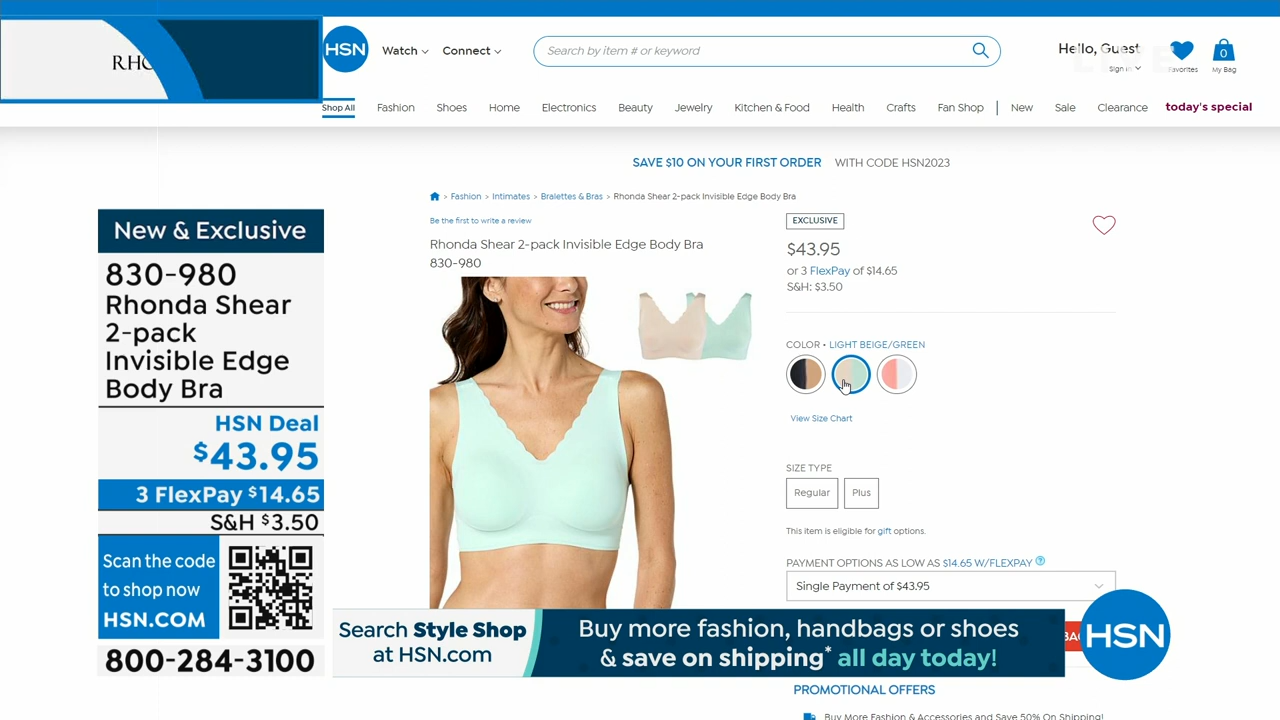 RHO
HSN
Watch
Connect
Search by item # or keyword
Hello, Guest
Sign in
Favorites
0
My Bag
LIVE
Shop All
Fashion
Shoes
Home
Electronics
Beauty
Jewelry
Kitchen & Food
Health
Crafts
Fan Shop
New
Sale
Clearance
today's special
SAVE $10 ON YOUR FIRST ORDER WITH CODE HSN2023
> Fashion > Intimates > Bralettes & Bras > Rhonda Shear 2-pack Invisible Edge Body Bra
Be the first to write a review
Rhonda Shear 2-pack Invisible Edge Body Bra
830-980
EXCLUSIVE
$43.95
or 3 FlexPay of $14.65
S&H: $3.50
COLOR • LIGHT BEIGE/GREEN
View Size Chart
SIZE TYPE
Regular
Plus
This item is eligible for gift options.
PAYMENT OPTIONS AS LOW AS $14.65 W/FLEXPAY ?
Single Payment of $43.95
BAG
PROMOTIONAL OFFERS
Buy More Fashion & Accessories and Save 50% On Shipping!
New & Exclusive
830-980
Rhonda Shear
2-pack
Invisible Edge
Body Bra
HSN Deal
$43.95
3 FlexPay $14.65
S&H $3.50
Scan the code
to shop now
HSN.COM
800-284-3100
Search Style Shop
at HSN.com
Buy more fashion, handbags or shoes
& save on shipping* all day today!
HSN